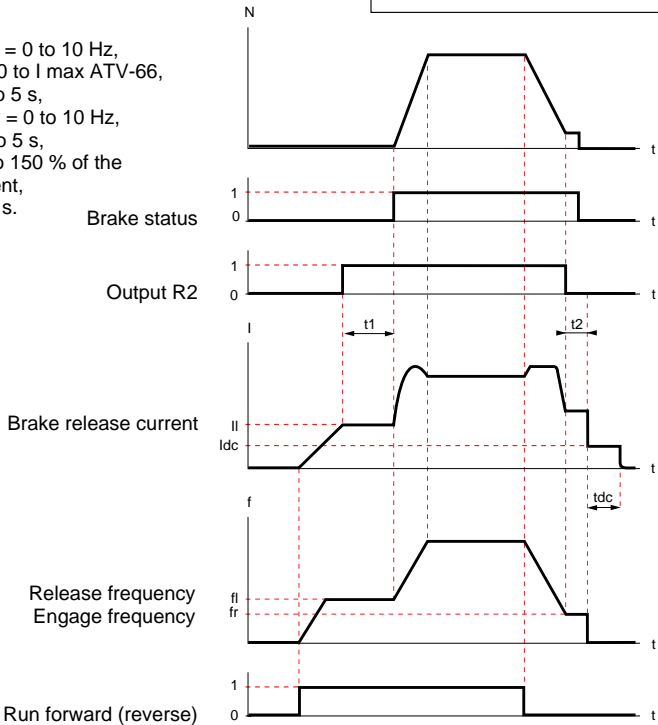 N
= 0 to 10 Hz,
0 to I max ATV-66,
5 s,
= 0 to 10 Hz,
5 s,
150 % of the
s.
t
1
Brake status
0
t
1
Output R2
0
t
I
t1
t2
Brake release current
Il
Idc
t
f
tdc
Release frequency
fl
Engage frequency
fr
t
1
Run forward (reverse)
0
t